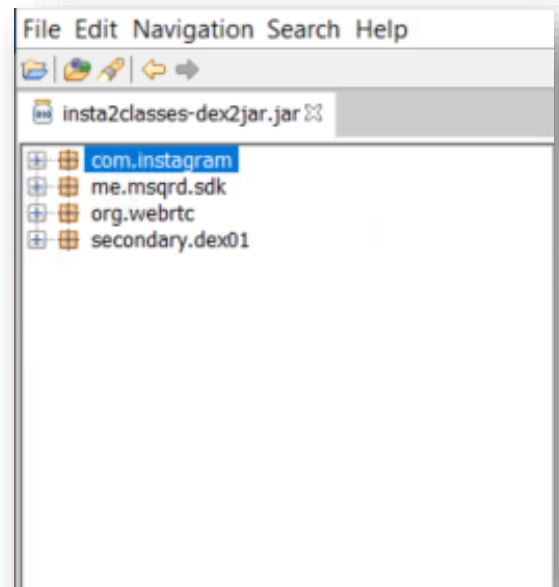 File Edit Navigation Search Help
insta2classes-dex2jar.jar
com.instagram
me.msqrd.sdk
org.webrtc
secondary.dex01